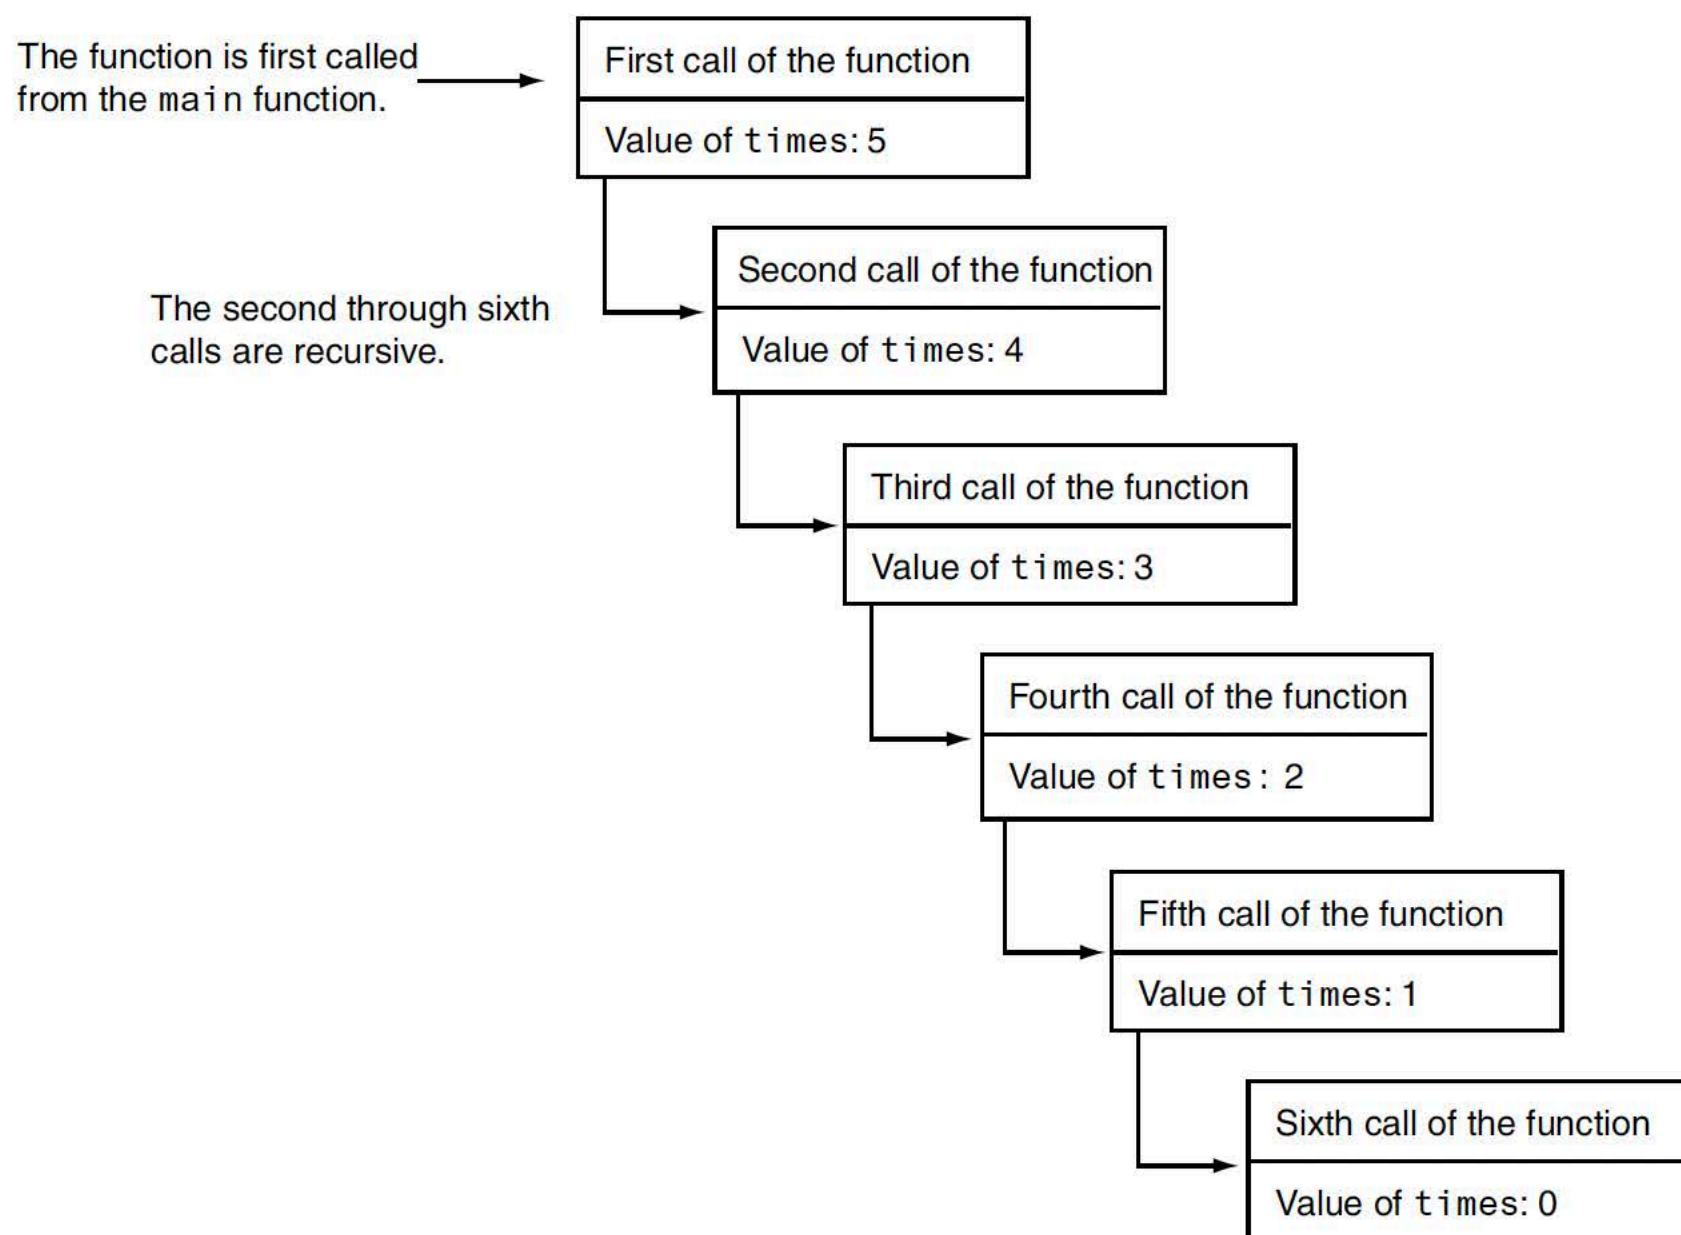 The function is first called
from the main function.
First call of the function
Value of times: 5
The second through sixth
calls are recursive.
Second call of the function
Value of times: 4
Third call of the function
Value of times: 3
Fourth call of the function
Value of times: 2
Fifth call of the function
Value of times: 1
Sixth call of the function
Value of times: 0